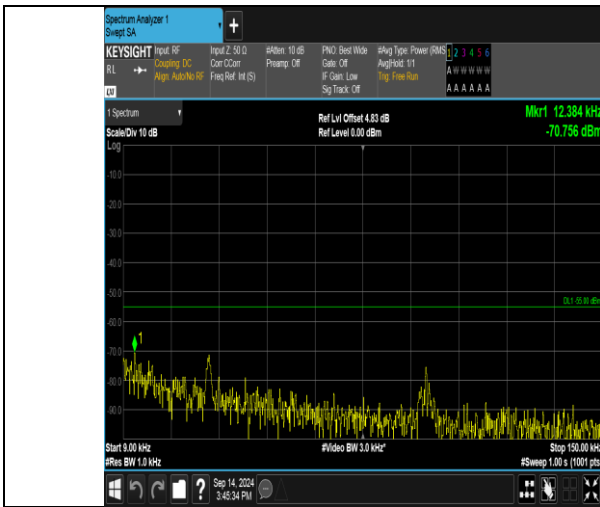 Spectrum Analyzer 1
Swept SA
KEYSIGHT
RL
LXI
Input: RF
Coupling: DC
Align: Auto/No RF
Input Z: 50 Ω
Corr CCorr
Freq Ref: Int (S)
#Atten: 10 dB
Preamp: Off
PNO: Best Wide
Gate: Off
IF Gain: Low
Sig Track: Off
#Avg Type: Power (RMS
Avg|Hold: 1/1
Trig: Free Run
1 2 3 4 5 6
A W W W W W
A A A A A A
1 Spectrum
Scale/Div 10 dB
Log
Ref Lvl Offset 4.83 dB
Ref Level 0.00 dBm
Mkr1 12.384 kHz
-70.756 dBm
-10.0
-20.0
-30.0
-40.0
-50.0
DL1 -55.00 dBm
-60.0
1
-70.0
-80.0
-90.0
Start 9.00 kHz
#Res BW 1.0 kHz
#Video BW 3.0 kHz*
Stop 150.00 kHz
#Sweep 1.00 s (1001 pts)
?
Sep 14, 2024
3:45:34 PM